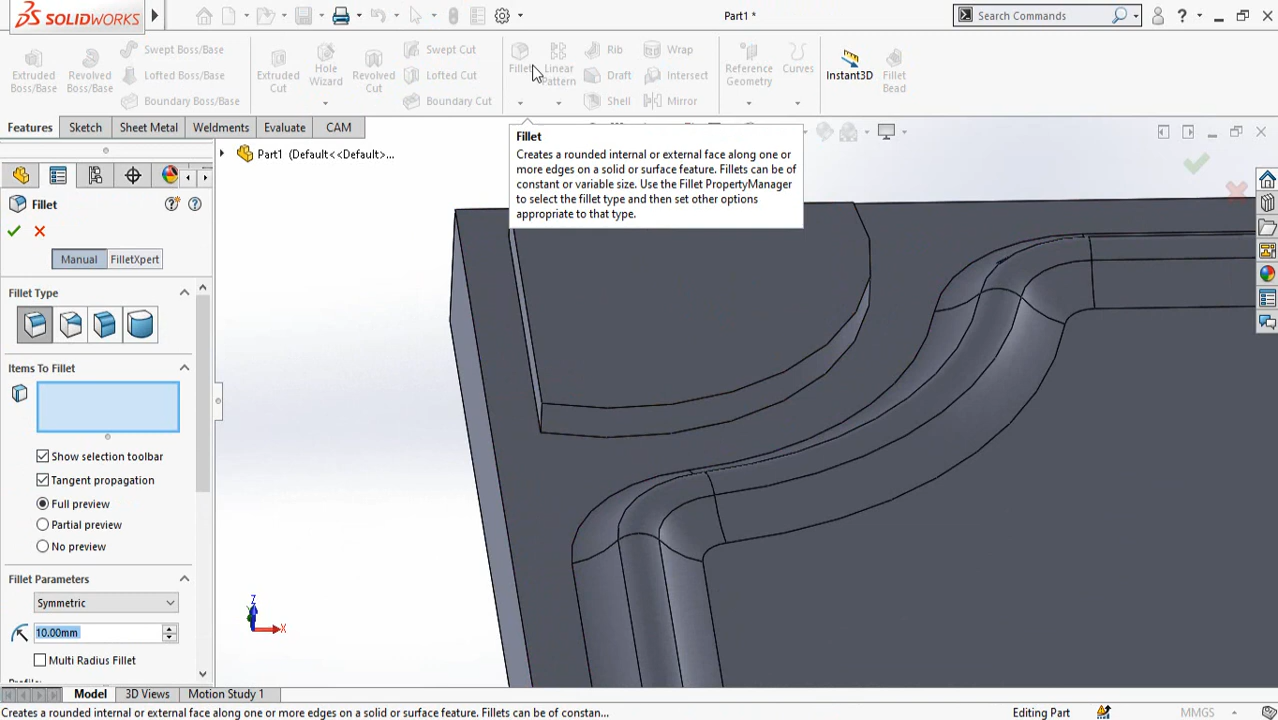 SOLIDWORKS
Part1 *
Search Commands
?
Extruded Boss/Base
Revolved Boss/Base
Swept Boss/Base
Lofted Boss/Base
Boundary Boss/Base
Extruded Cut
Hole Wizard
Revolved Cut
Swept Cut
Lofted Cut
Boundary Cut
Fillet
Linear Pattern
Rib
Draft
Shell
Wrap
Intersect
Mirror
Reference Geometry
Curves
Instant3D
Fillet Bead
Features
Sketch
Sheet Metal
Weldments
Evaluate
CAM
Fillet
Creates a rounded internal or external face along one or
more edges on a solid or surface feature. Fillets can be of
constant or variable size. Use the Fillet PropertyManager
to select the fillet type and then set other options
appropriate to that type.
Part1 (Default<<Default>...
Fillet
Manual
FilletXpert
Fillet Type
Items To Fillet
Show selection toolbar
Tangent propagation
Full preview
Partial preview
No preview
Fillet Parameters
Symmetric
10.00mm
Multi Radius Fillet
Z
X
Model
3D Views
Motion Study 1
Creates a rounded internal or external face along one or more edges on a solid or surface feature. Fillets can be of constan...
Editing Part
MMGS